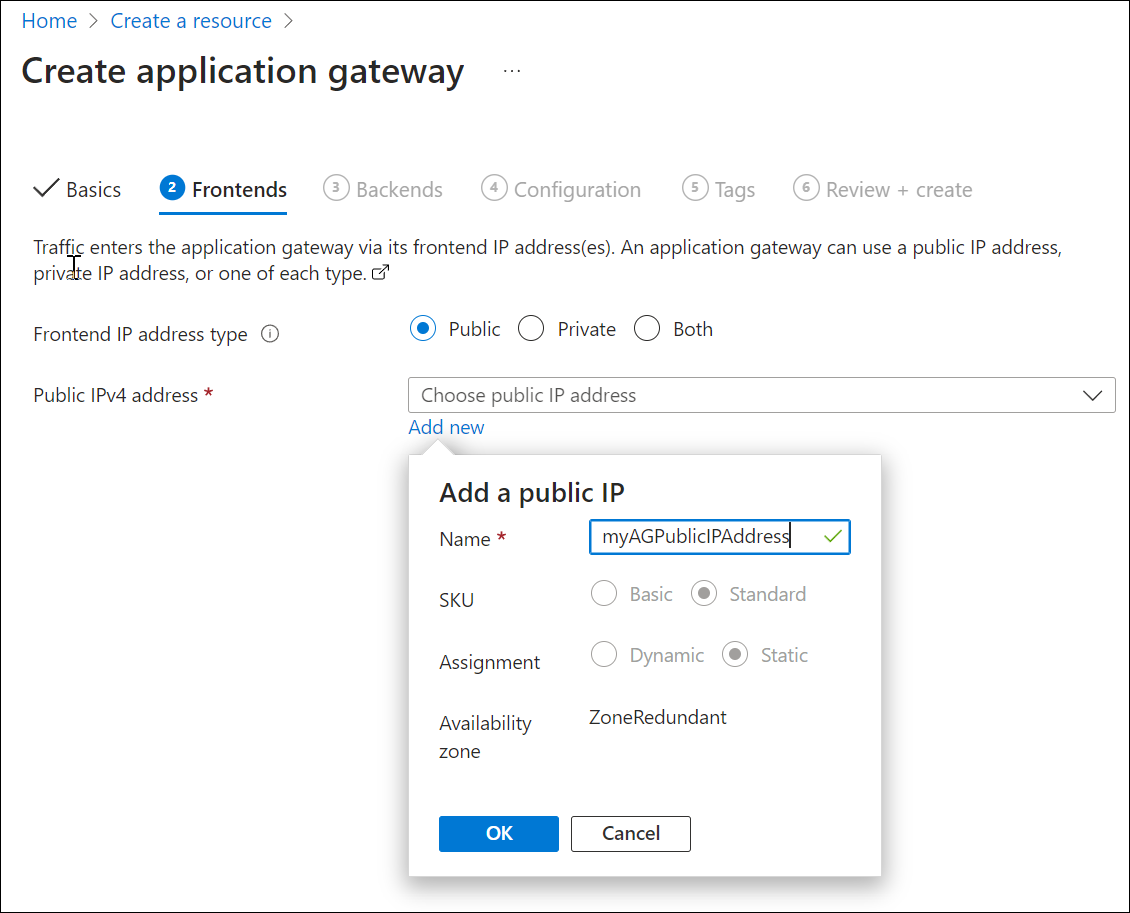 Home > Create a resource >
Create application gateway ...
Basics 2 Frontends 3 Backends 4 Configuration 5 Tags 6 Review + create
Traffic enters the application gateway via its frontend IP address(es). An application gateway can use a public IP address,
private IP address, or one of each type.
Frontend IP address type Public Private Both
Public IPv4 address * Choose public IP address
Add new
Add a public IP
Name * myAGPublicIPAddress
SKU Basic Standard
Assignment Dynamic Static
Availability ZoneRedundant
zone
OK Cancel